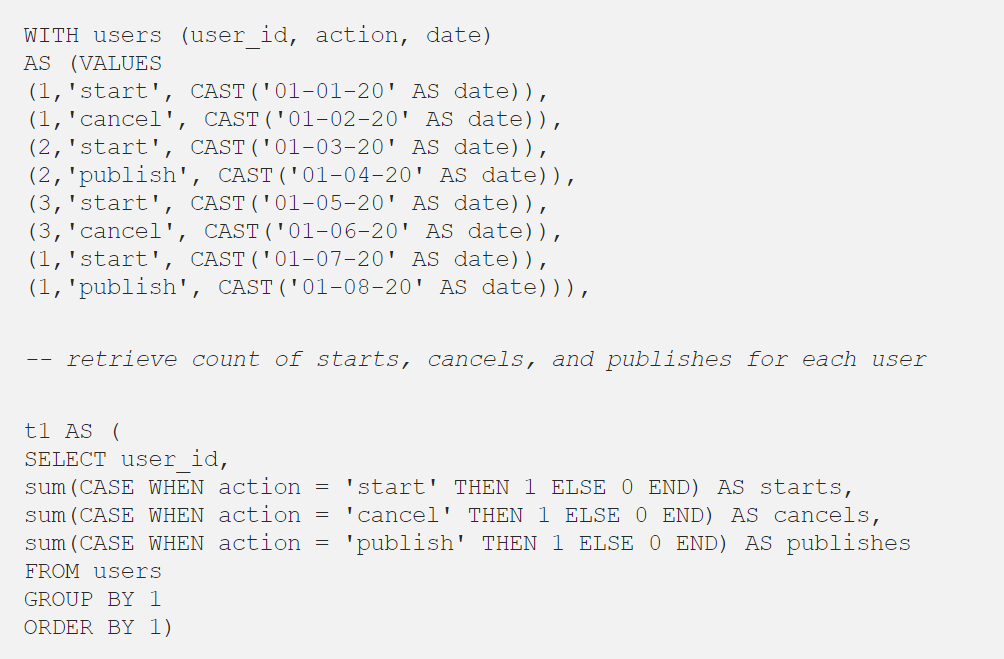 WITH users (user_id, action, date)
AS (VALUES
(1,'start', CAST('01-01-20' AS date)),
(1,'cancel', CAST('01-02-20' AS date)),
(2,'start', CAST('01-03-20' AS date)),
(2,'publish', CAST('01-04-20' AS date)),
(3,'start', CAST('01-05-20' AS date)),
(3,'cancel', CAST('01-06-20' AS date)),
(1,'start', CAST('01-07-20' AS date)),
(1,'publish', CAST('01-08-20' AS date))),
-- retrieve count of starts, cancels, and publishes for each user
t1 AS (
SELECT user_id,
sum(CASE WHEN action = 'start' THEN 1 ELSE 0 END) AS starts,
sum(CASE WHEN action = 'cancel' THEN 1 ELSE 0 END) AS cancels,
sum(CASE WHEN action = 'publish' THEN 1 ELSE 0 END) AS publishes
FROM users
GROUP BY 1
ORDER BY 1)